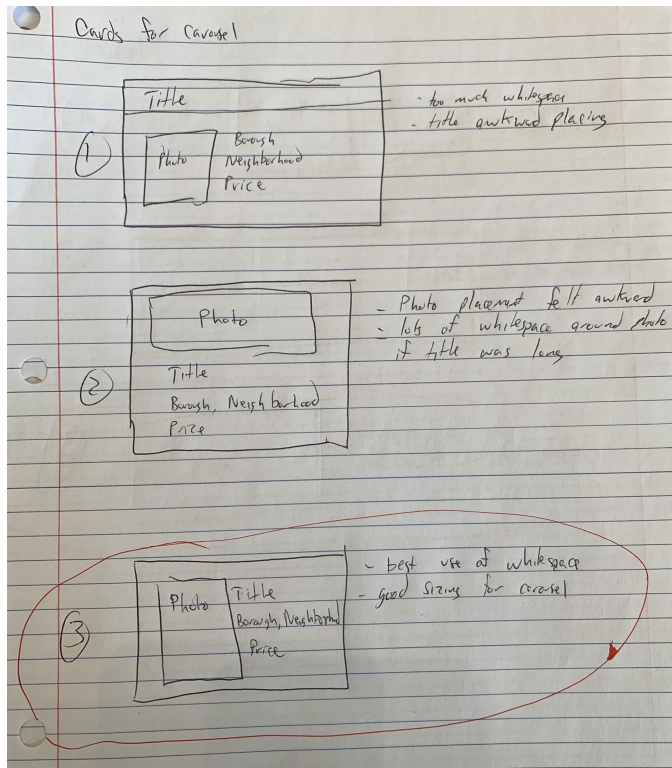 Cards for Carousel
Title
- too much whitespace
- title awkward placing
①
Photo
Borough
Neighborhood
Price
Photo
- Photo placement felt awkward
- lots of whitespace around photo
if title was long
②
Title
Borough, Neighborhood
Price
- best use of whitespace
- good sizing for carousel
③
Photo
Title
Borough, Neighborhood
Price